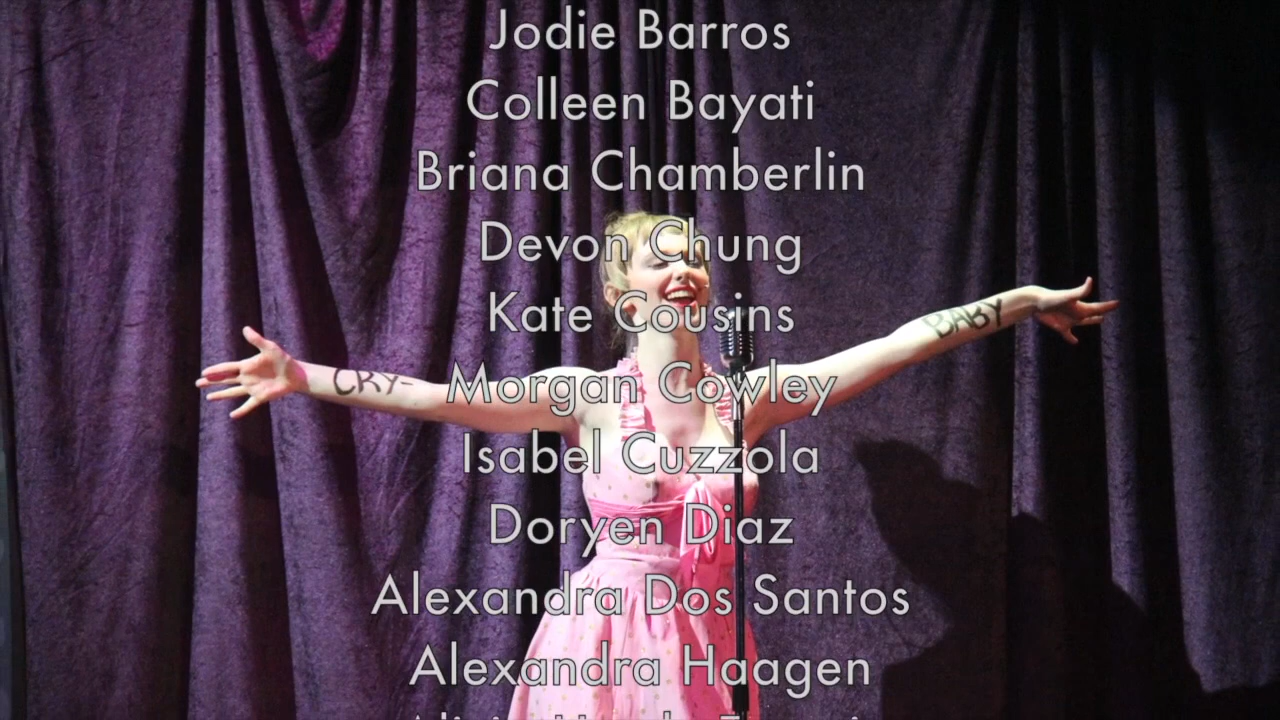 Jodie Barros
Colleen Bayati
Briana Chamberlin
Devon Chung
Kate Cousins
CRY-
BABY
Morgan Cowley
Isabel Cuzzola
Doryen Diaz
Alexandra Dos Santos
Alexandra Haagen